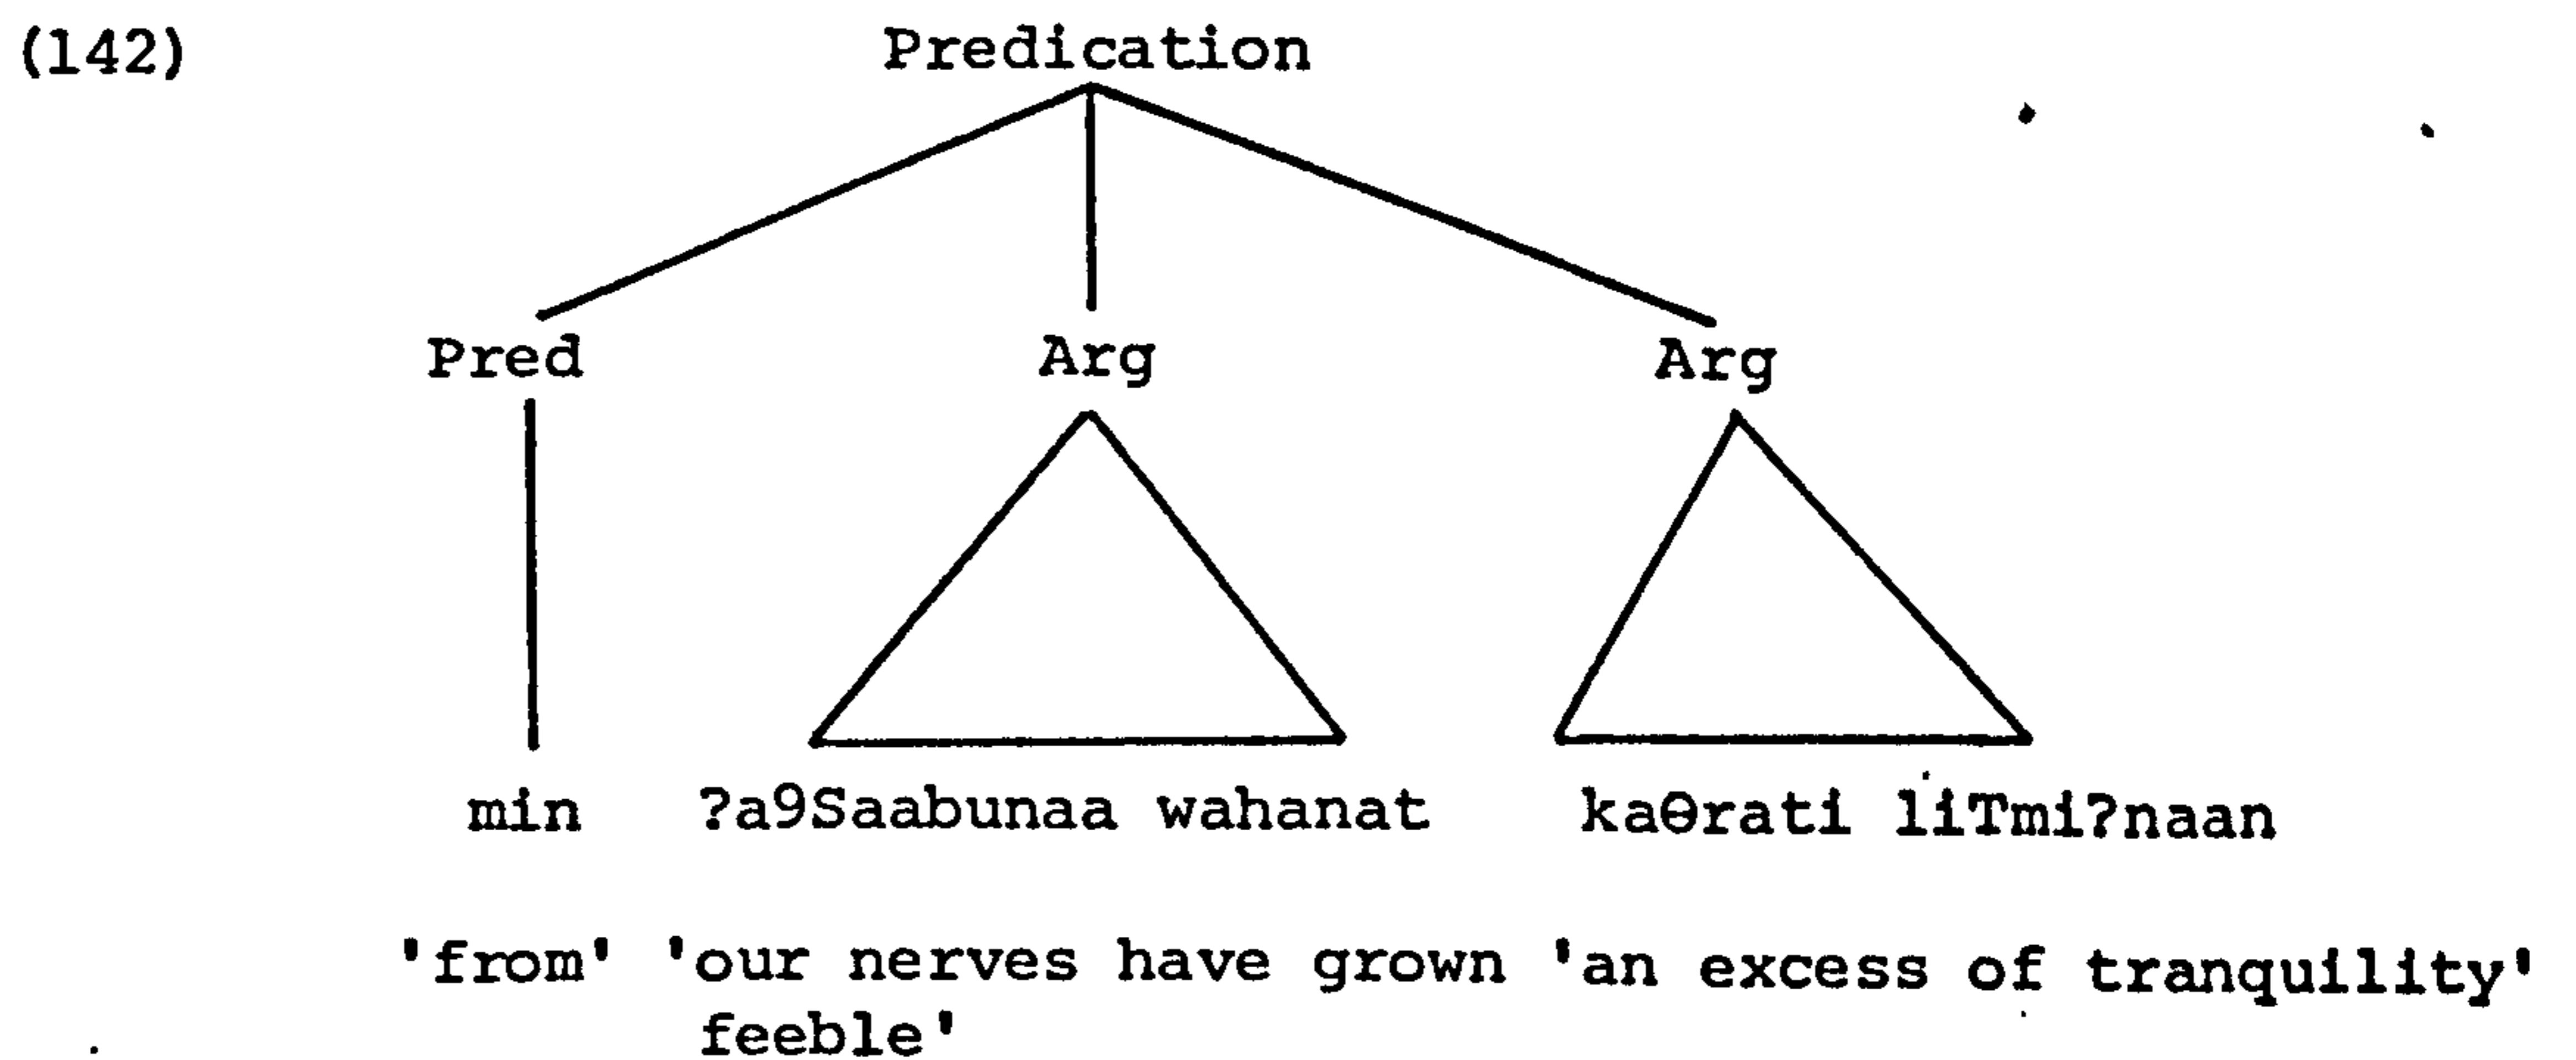 (142) Predication
Pred Arg Arg
min ?a9Saabunaa wahanat kaθrati liTmi?naan
'from' 'our nerves have grown 'an excess of tranquility'
feeble'